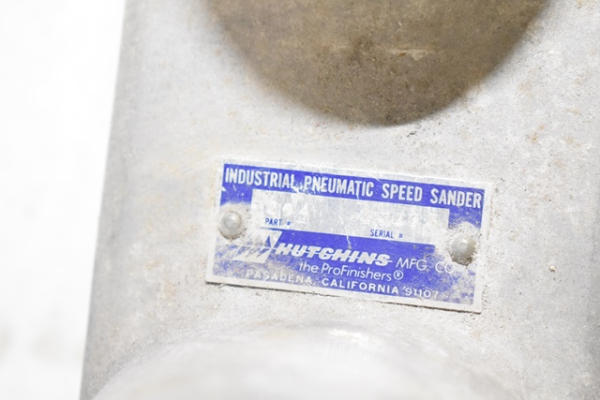 INDUSTRIAL PNEUMATIC SPEED SANDER
PART # SERIAL #
HUTCHINS MFG. CO.
the ProFinishers®
PASADENA, CALIFORNIA 91107